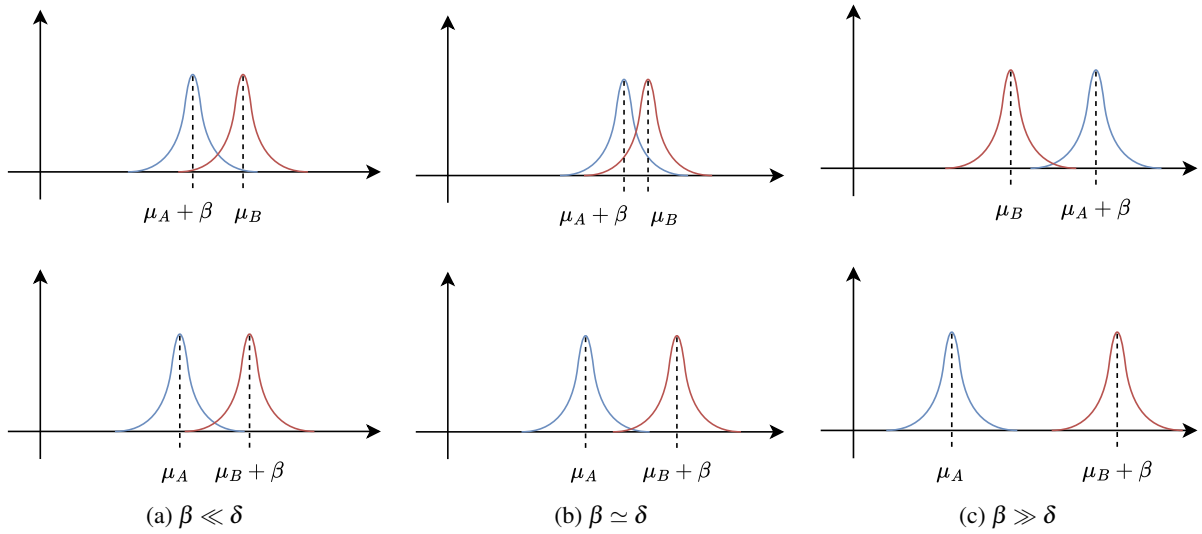 μ_A + β μ_B
μ_A + β μ_B
μ_B μ_A + β
μ_A μ_B + β
μ_A μ_B + β
μ_A μ_B + β
(a) β ≪ δ
(b) β ≃ δ
(c) β ≫ δ